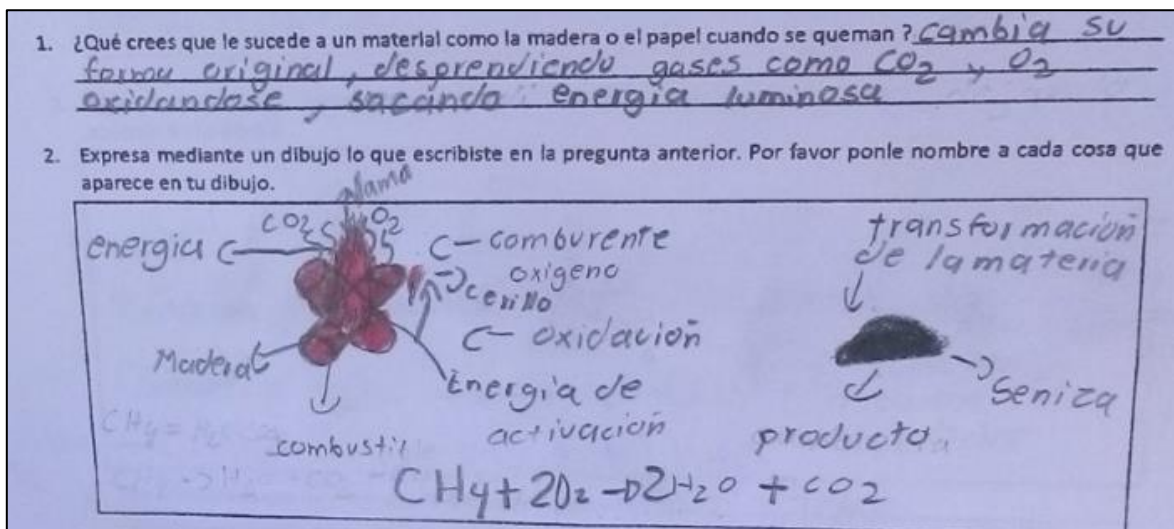 1. ¿Qué crees que le sucede a un material como la madera o el papel cuando se queman ? cambia su
forma original, desprendiendo gases como CO2 y O2
oxidandose, sacando energia luminosa
2. Expresa mediante un dibujo lo que escribiste en la pregunta anterior. Por favor ponle nombre a cada cosa que
aparece en tu dibujo.
flama
CO2 O2
energia
comburente
oxigeno
cerillo
oxidación
Madera
Energia de
activación
combustil
transformación
de la materia
Seniza
producto.
CH4+2O2→2H2O + CO2